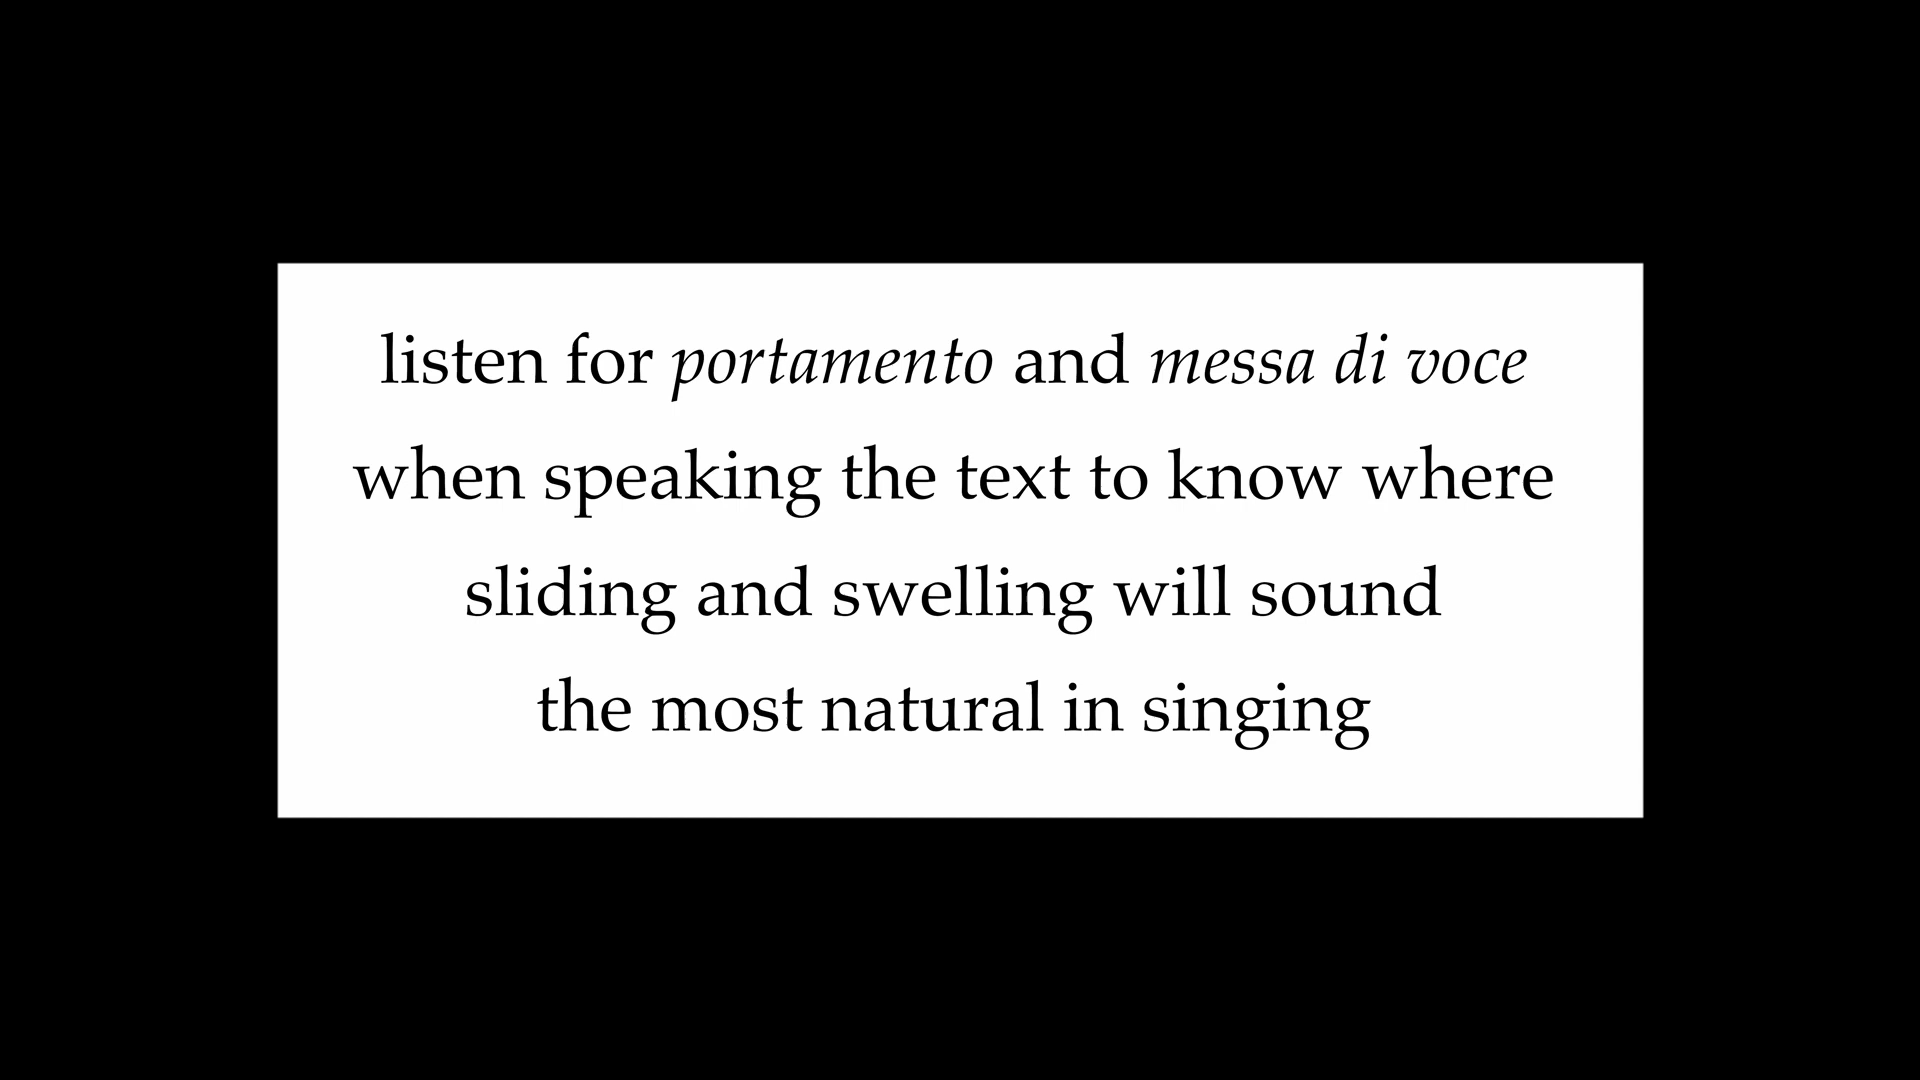 listen for portamento and messa di voce
when speaking the text to know where
sliding and swelling will sound
the most natural in singing